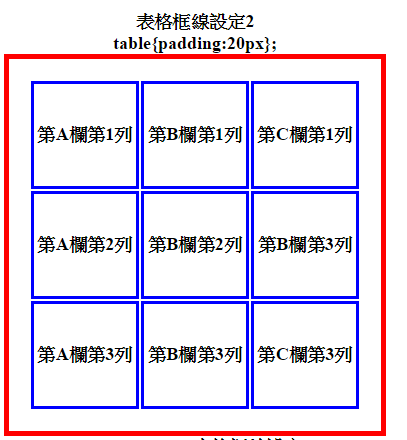 表格框線設定2
table{padding:20px};
第A欄第1列 第B欄第1列 第C欄第1列
第A欄第2列 第B欄第2列 第B欄第3列
第A欄第3列 第B欄第3列 第C欄第3列